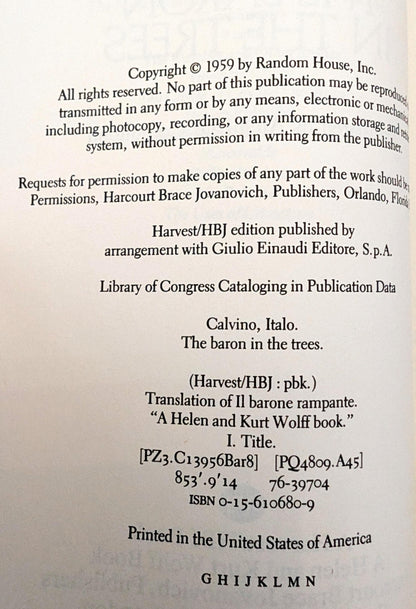 Copyright © 1959 by Random House, Inc.
All rights reserved. No part of this publication may be reproduced
transmitted in any form or by any means, electronic or mechanical
including photocopy, recording, or any information storage and
system, without permission in writing from the publisher.
Requests for permission to make copies of any part of the work should be
Permissions, Harcourt Brace Jovanovich, Publishers, Orlando, Florida
Harvest/HBJ edition published by
arrangement with Giulio Einaudi Editore, S.p.A.
Library of Congress Cataloging in Publication Data
Calvino, Italo.
The baron in the trees.
(Harvest/HBJ : pbk.)
Translation of Il barone rampante.
“A Helen and Kurt Wolff book.”
I. Title.
[PZ3.C13956Bar8] [PQ4809.A45]
853'.9'14 76-39704
ISBN 0-15-610680-9
Printed in the United States of America
G H I J K L M N